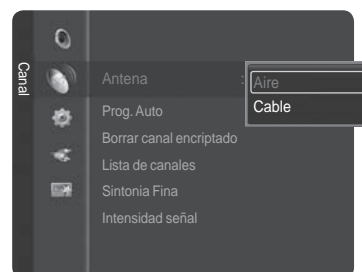 Canal
Antena :
Aire
Cable
Prog. Auto
Borrar canal encriptado
Lista de canales
Sintonia Fina
Intensidad señal